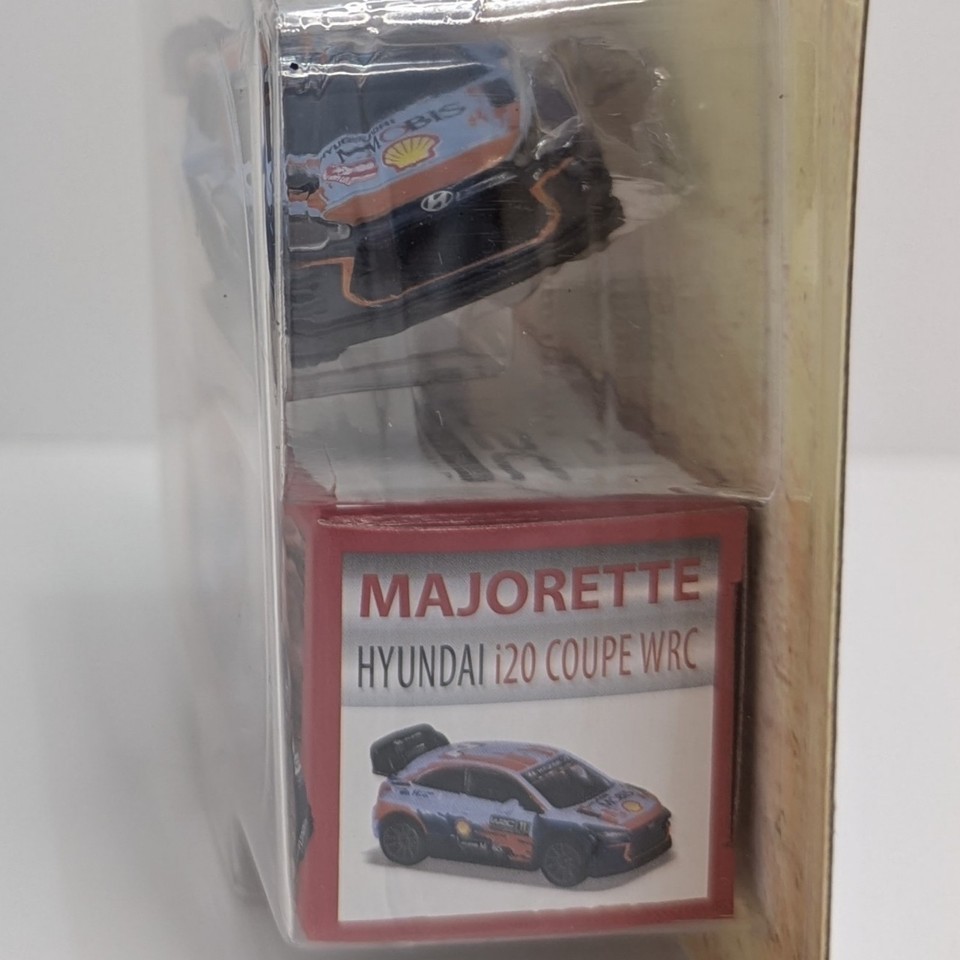 MOBIS
MAJORETTE
HYUNDAI i20 COUPE WRC